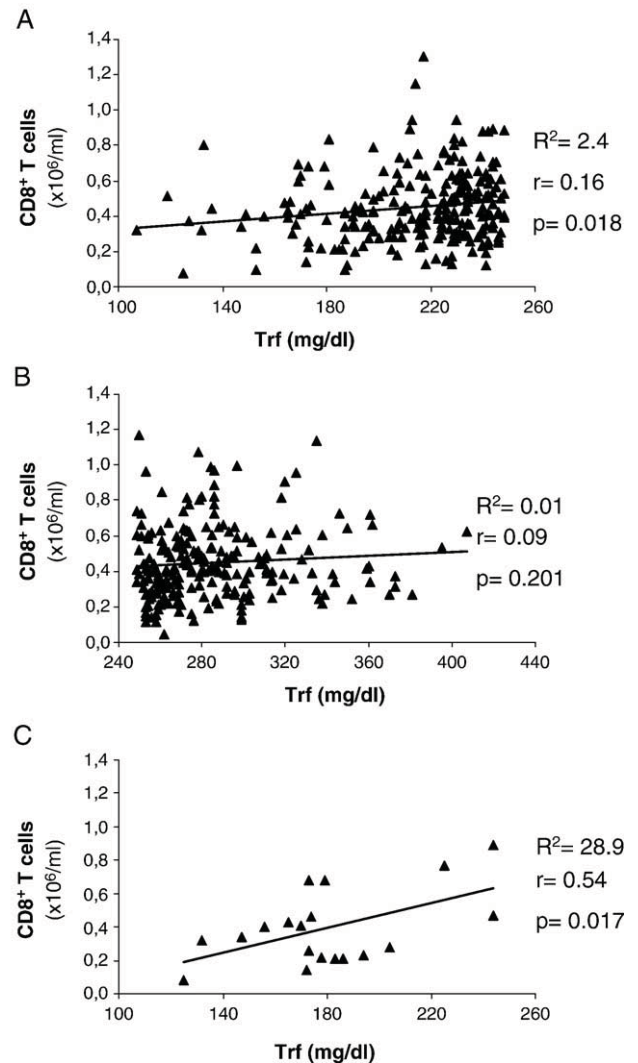 A
1,4
1,2
1,0
0,8
0,6
0,4
0,2
0,0
CD8⁺ T cells
(x10⁶/ml)
R²= 2.4
r= 0.16
p= 0.018
100 140 180 220 260
Trf (mg/dl)
B
1,4
1,2
1,0
0,8
0,6
0,4
0,2
0,0
CD8⁺ T cells
(x10⁶/ml)
R²= 0.01
r= 0.09
p= 0.201
240 280 320 360 400 440
Trf (mg/dl)
C
1,4
1,2
1,0
0,8
0,6
0,4
0,2
0,0
CD8⁺ T cells
(x10⁶/ml)
R²= 28.9
r= 0.54
p= 0.017
100 140 180 220 260
Trf (mg/dl)